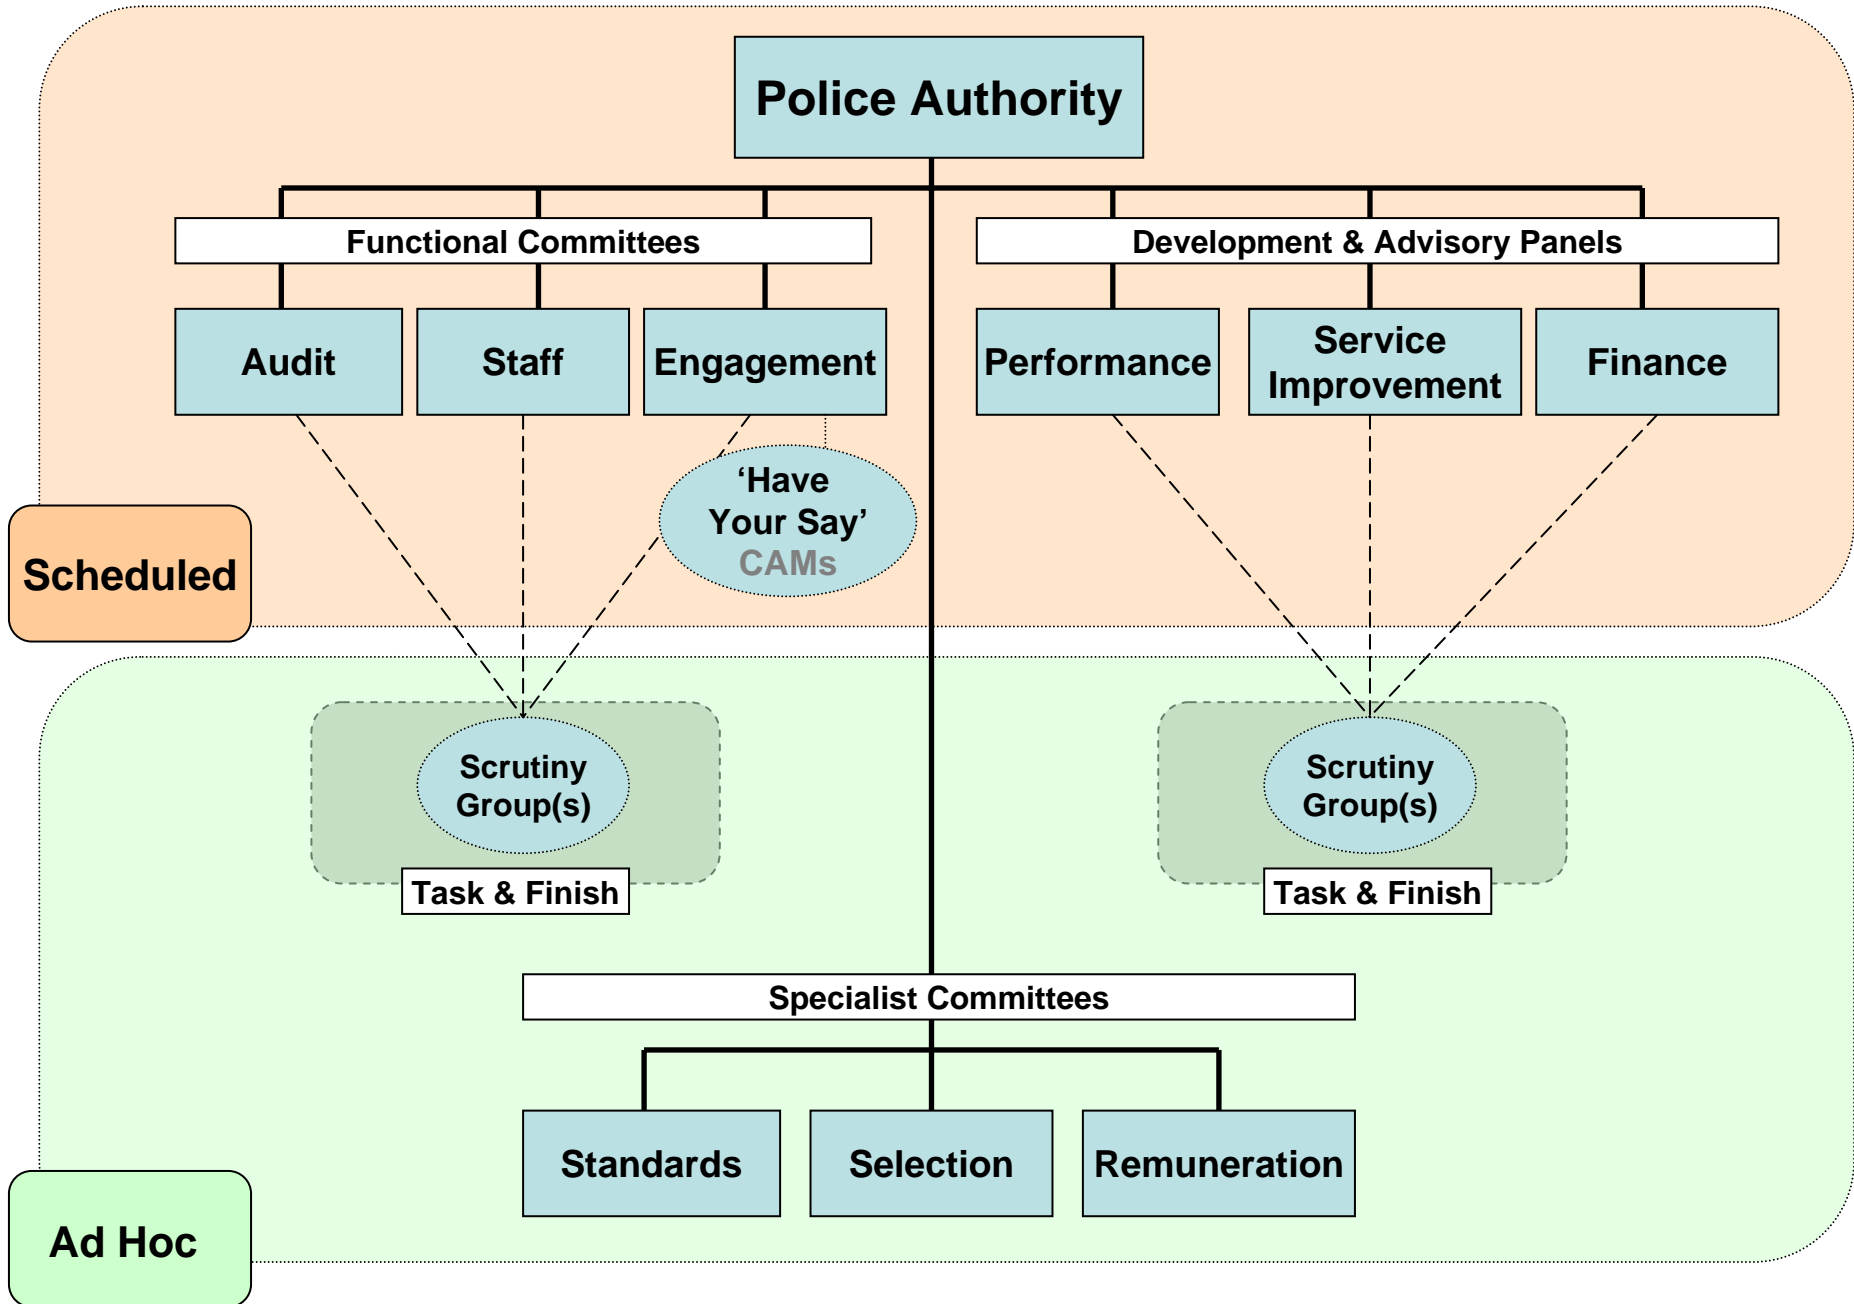 Police Authority
Functional Committees
Development & Advisory Panels
Audit
Staff
Engagement
Performance
Service
Improvement
Finance
‘Have
Your Say’
CAMs
Scheduled
Scrutiny
Group(s)
Task & Finish
Scrutiny
Group(s)
Task & Finish
Specialist Committees
Standards
Selection
Remuneration
Ad Hoc